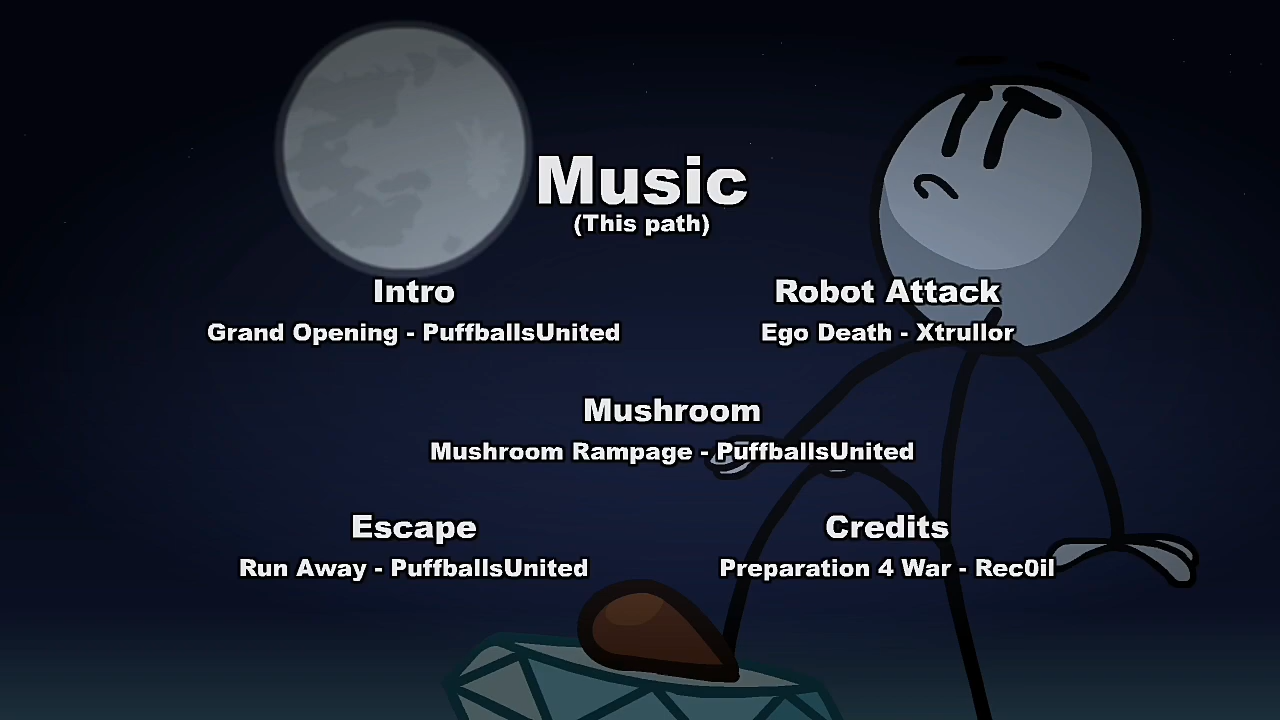 Music
(This path)
Intro
Grand Opening - PuffballsUnited
Robot Attack
Ego Death - Xtrullor
Mushroom
Mushroom Rampage - PuffballsUnited
Escape
Run Away - PuffballsUnited
Credits
Preparation 4 War - Rec0il